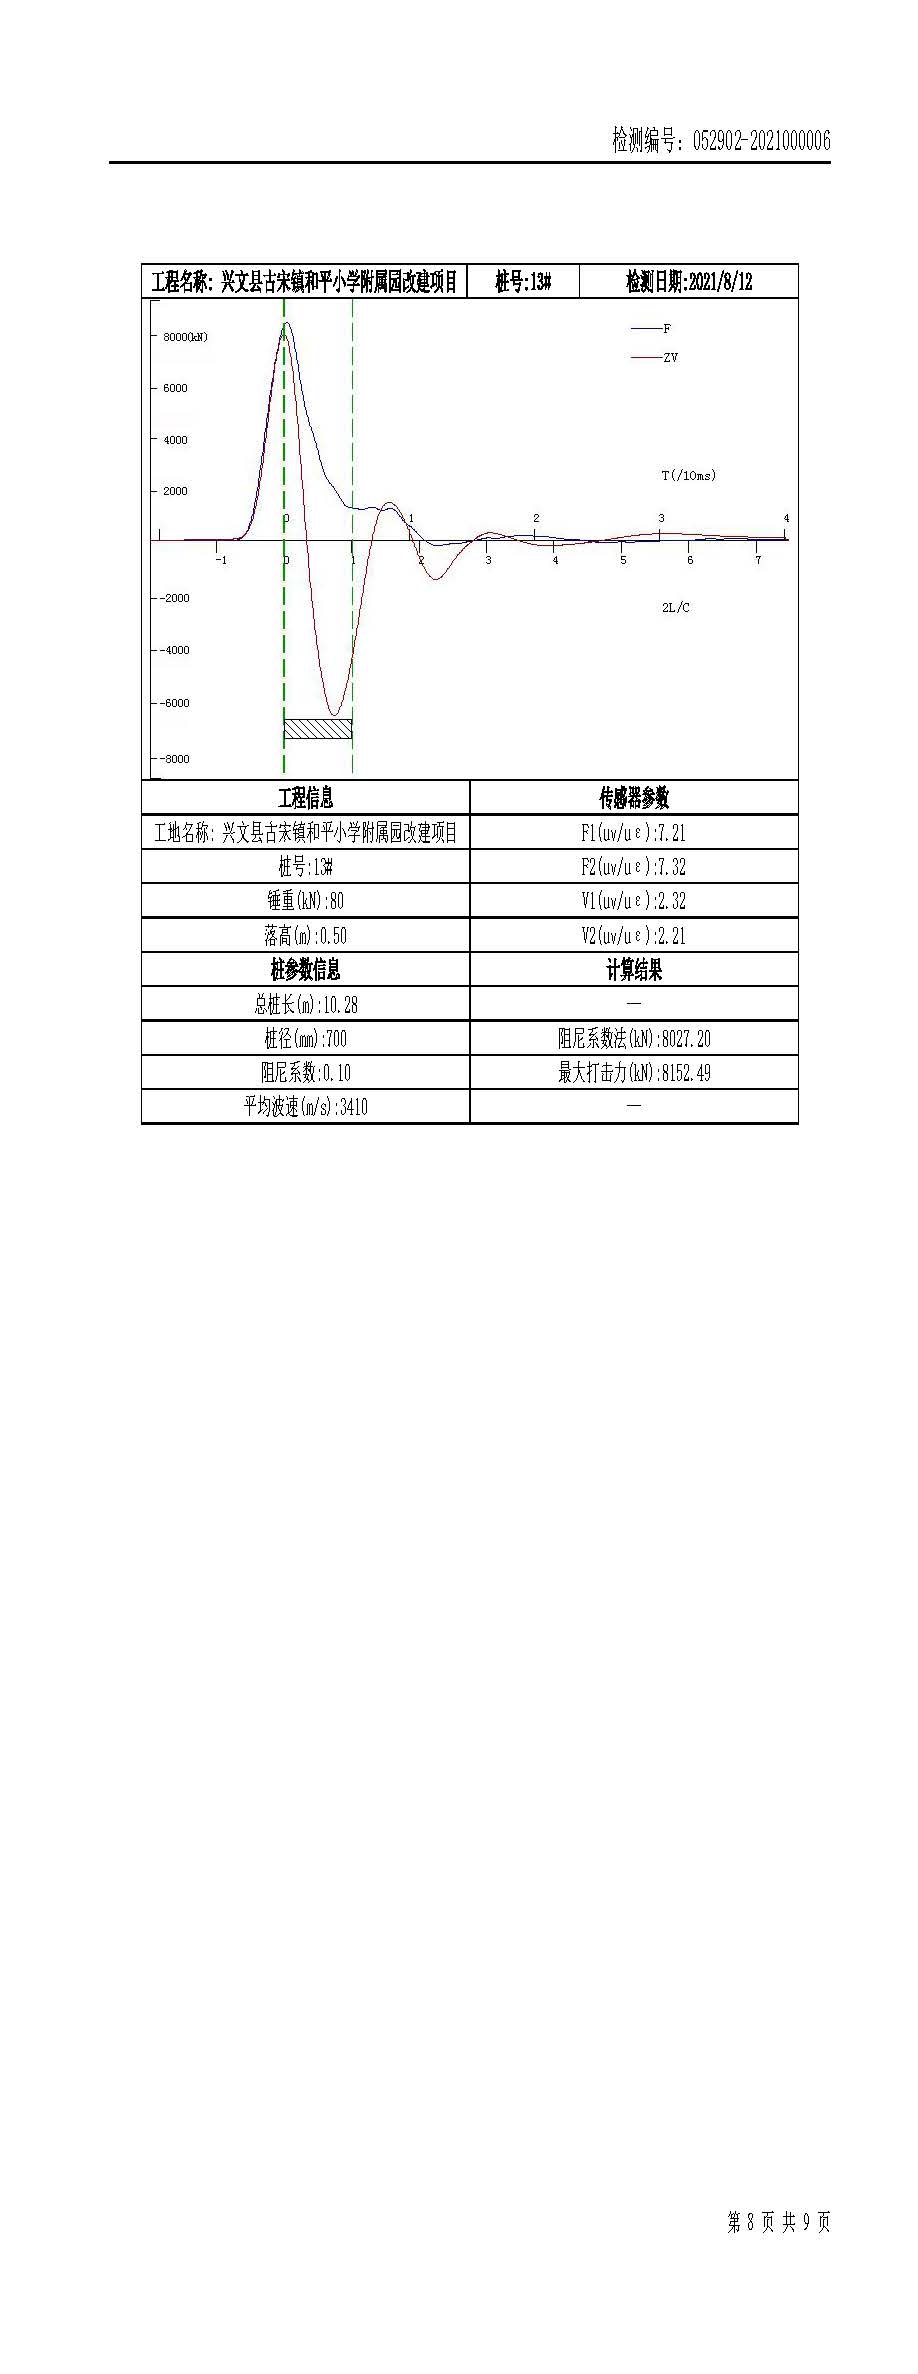 检测编号: 052902-2021000006
工程名称: 兴文县古宋镇和平小学附属园改建项目 桩号:13# 检测日期:2021/8/12
8000(kN)
F
ZV
6000
4000
T(/10ms)
2000
0 1 2 3 4
-1 0 1 2 3 4 5 6 7
-2000
2L/C
-4000
-6000
-8000
工程信息 传感器参数
工地名称: 兴文县古宋镇和平小学附属园改建项目 F1(uv/uε):7.21
桩号:13# F2(uv/uε):7.32
锤重(kN):80 V1(uv/uε):2.32
落高(m):0.50 V2(uv/uε):2.21
桩参数信息 计算结果
总桩长(m):10.28 —
桩径(mm):700 阻尼系数法(kN):8027.20
阻尼系数:0.10 最大打击力(kN):8152.49
平均波速(m/s):3410 —
第 8 页 共 9 页